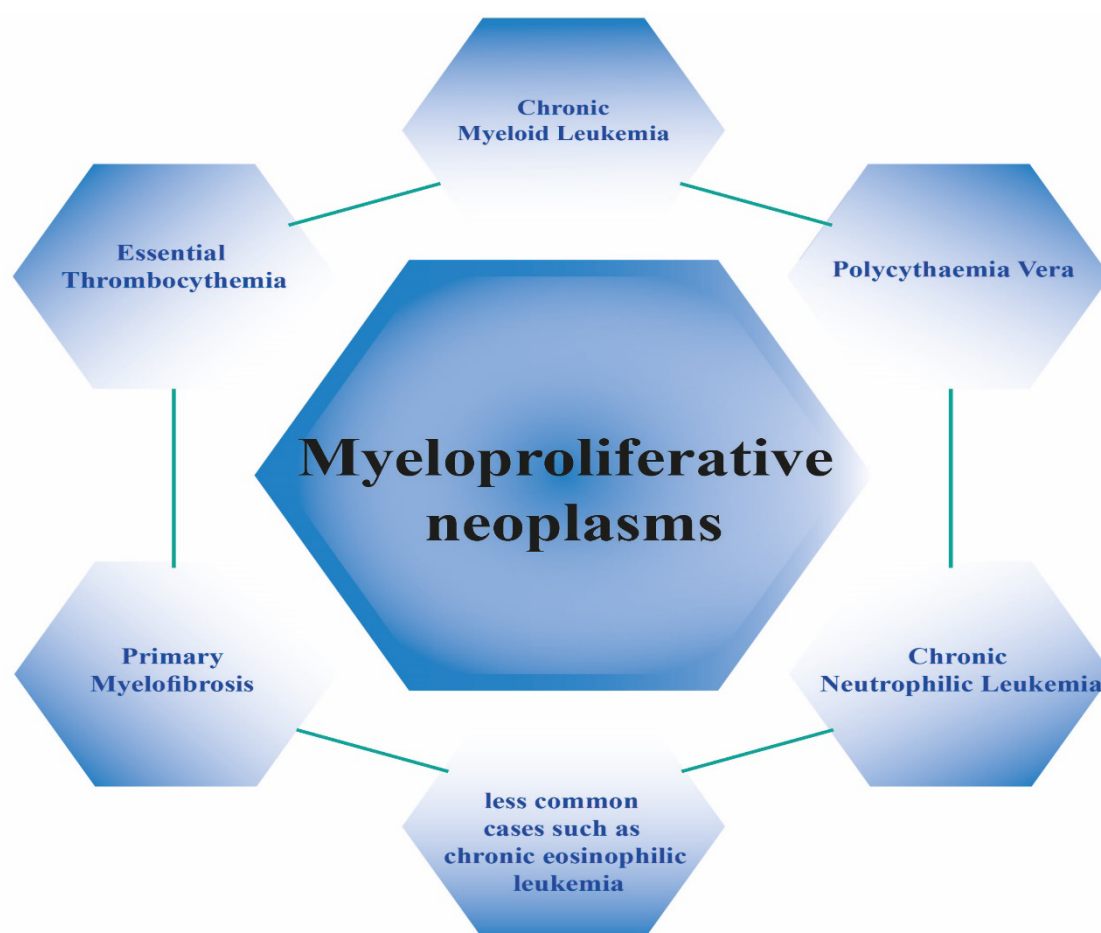 Chronic
Myeloid Leukemia
Essential
Thrombocythemia
Polycythaemia Vera
Myeloproliferative
neoplasms
Primary
Myelofibrosis
Chronic
Neutrophilic Leukemia
less common
cases such as
chronic eosinophilic
leukemia